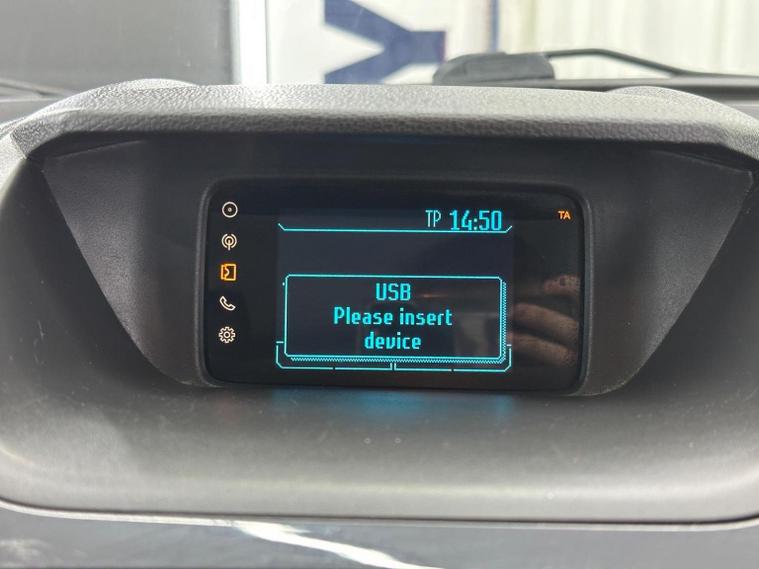 TP 14:50
TA
USB
Please insert
device